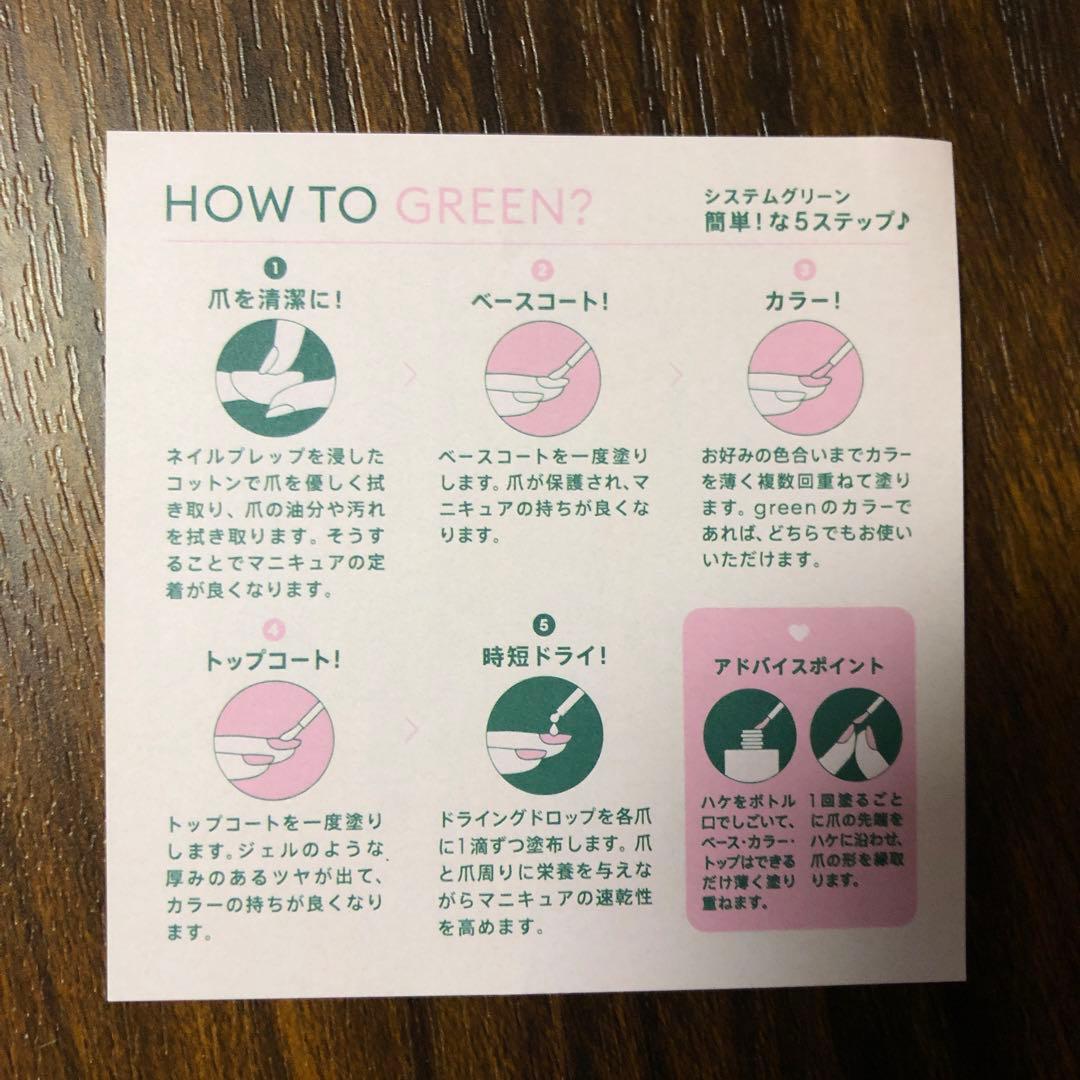 HOW TO GREEN?
システムグリーン
簡単!な5ステップ♪
1
爪を清潔に!
ネイルプレップを浸した
コットンで爪を優しく拭
き取り、爪の油分や汚れ
を拭き取ります。そうす
ることでマニキュアの定
着が良くなります。
2
ベースコート!
ベースコートを一度塗り
します。爪が保護され、マ
ニキュアの持ちが良くな
ります。
3
カラー!
お好みの色合いまでカラー
を薄く複数回重ねて塗り
ます。greenのカラーで
あれば、どちらでもお使い
いただけます。
4
トップコート!
トップコートを一度塗り
します。ジェルのような
厚みのあるツヤが出て、
カラーの持ちが良くなり
ます。
5
時短ドライ!
ドライングドロップを各爪
に1滴ずつ塗布します。爪
と爪周りに栄養を与えな
がらマニキュアの速乾性
を高めます。
アドバイスポイント
ハケをボトル
口でしごいて、
ベース・カラー・
トップはできる
だけ薄く塗り
重ねます。
1回塗るごと
に爪の先端を
ハケに沿わせ、
爪の形を縁取
ります。